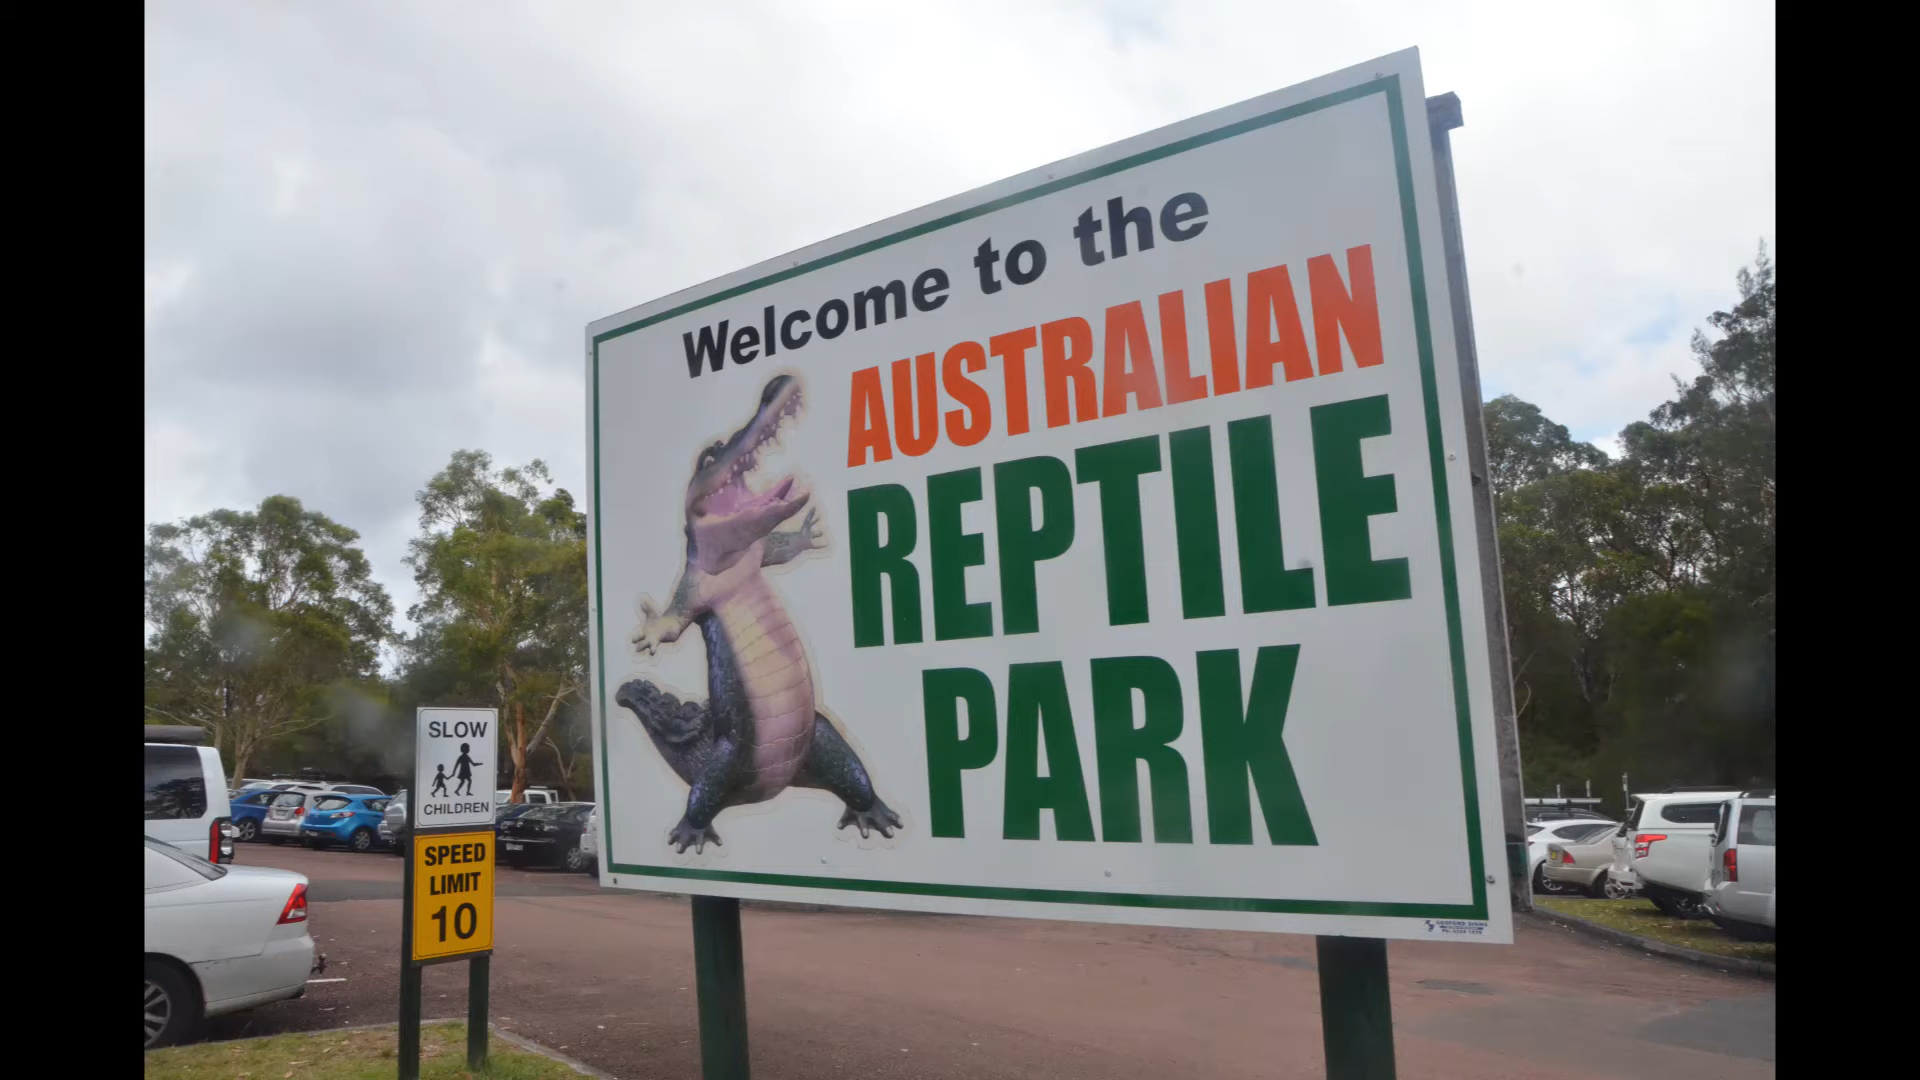 Welcome to the
AUSTRALIAN
REPTILE
PARK
SLOW
CHILDREN
SPEED
LIMIT
10